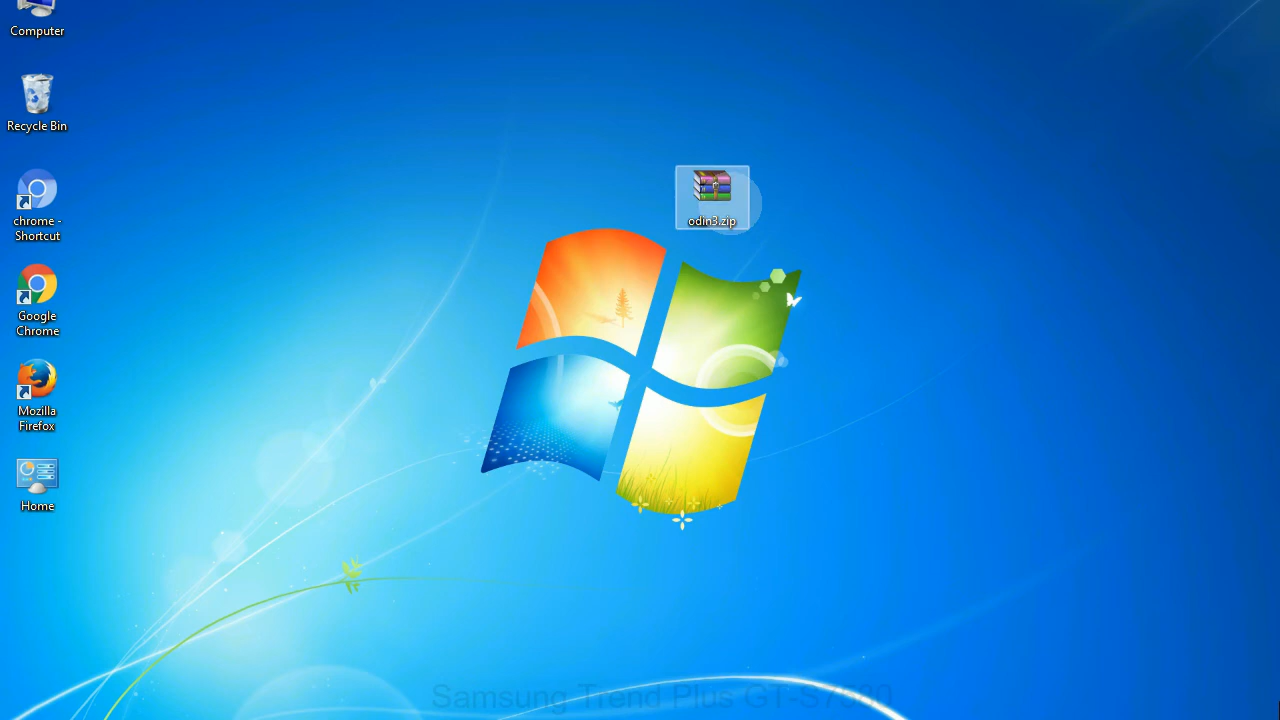 Computer
Recycle Bin
chrome -
Shortcut
Google
Chrome
Mozilla
Firefox
Home
odin3.zip
Samsung Trend Plus GT-S7580